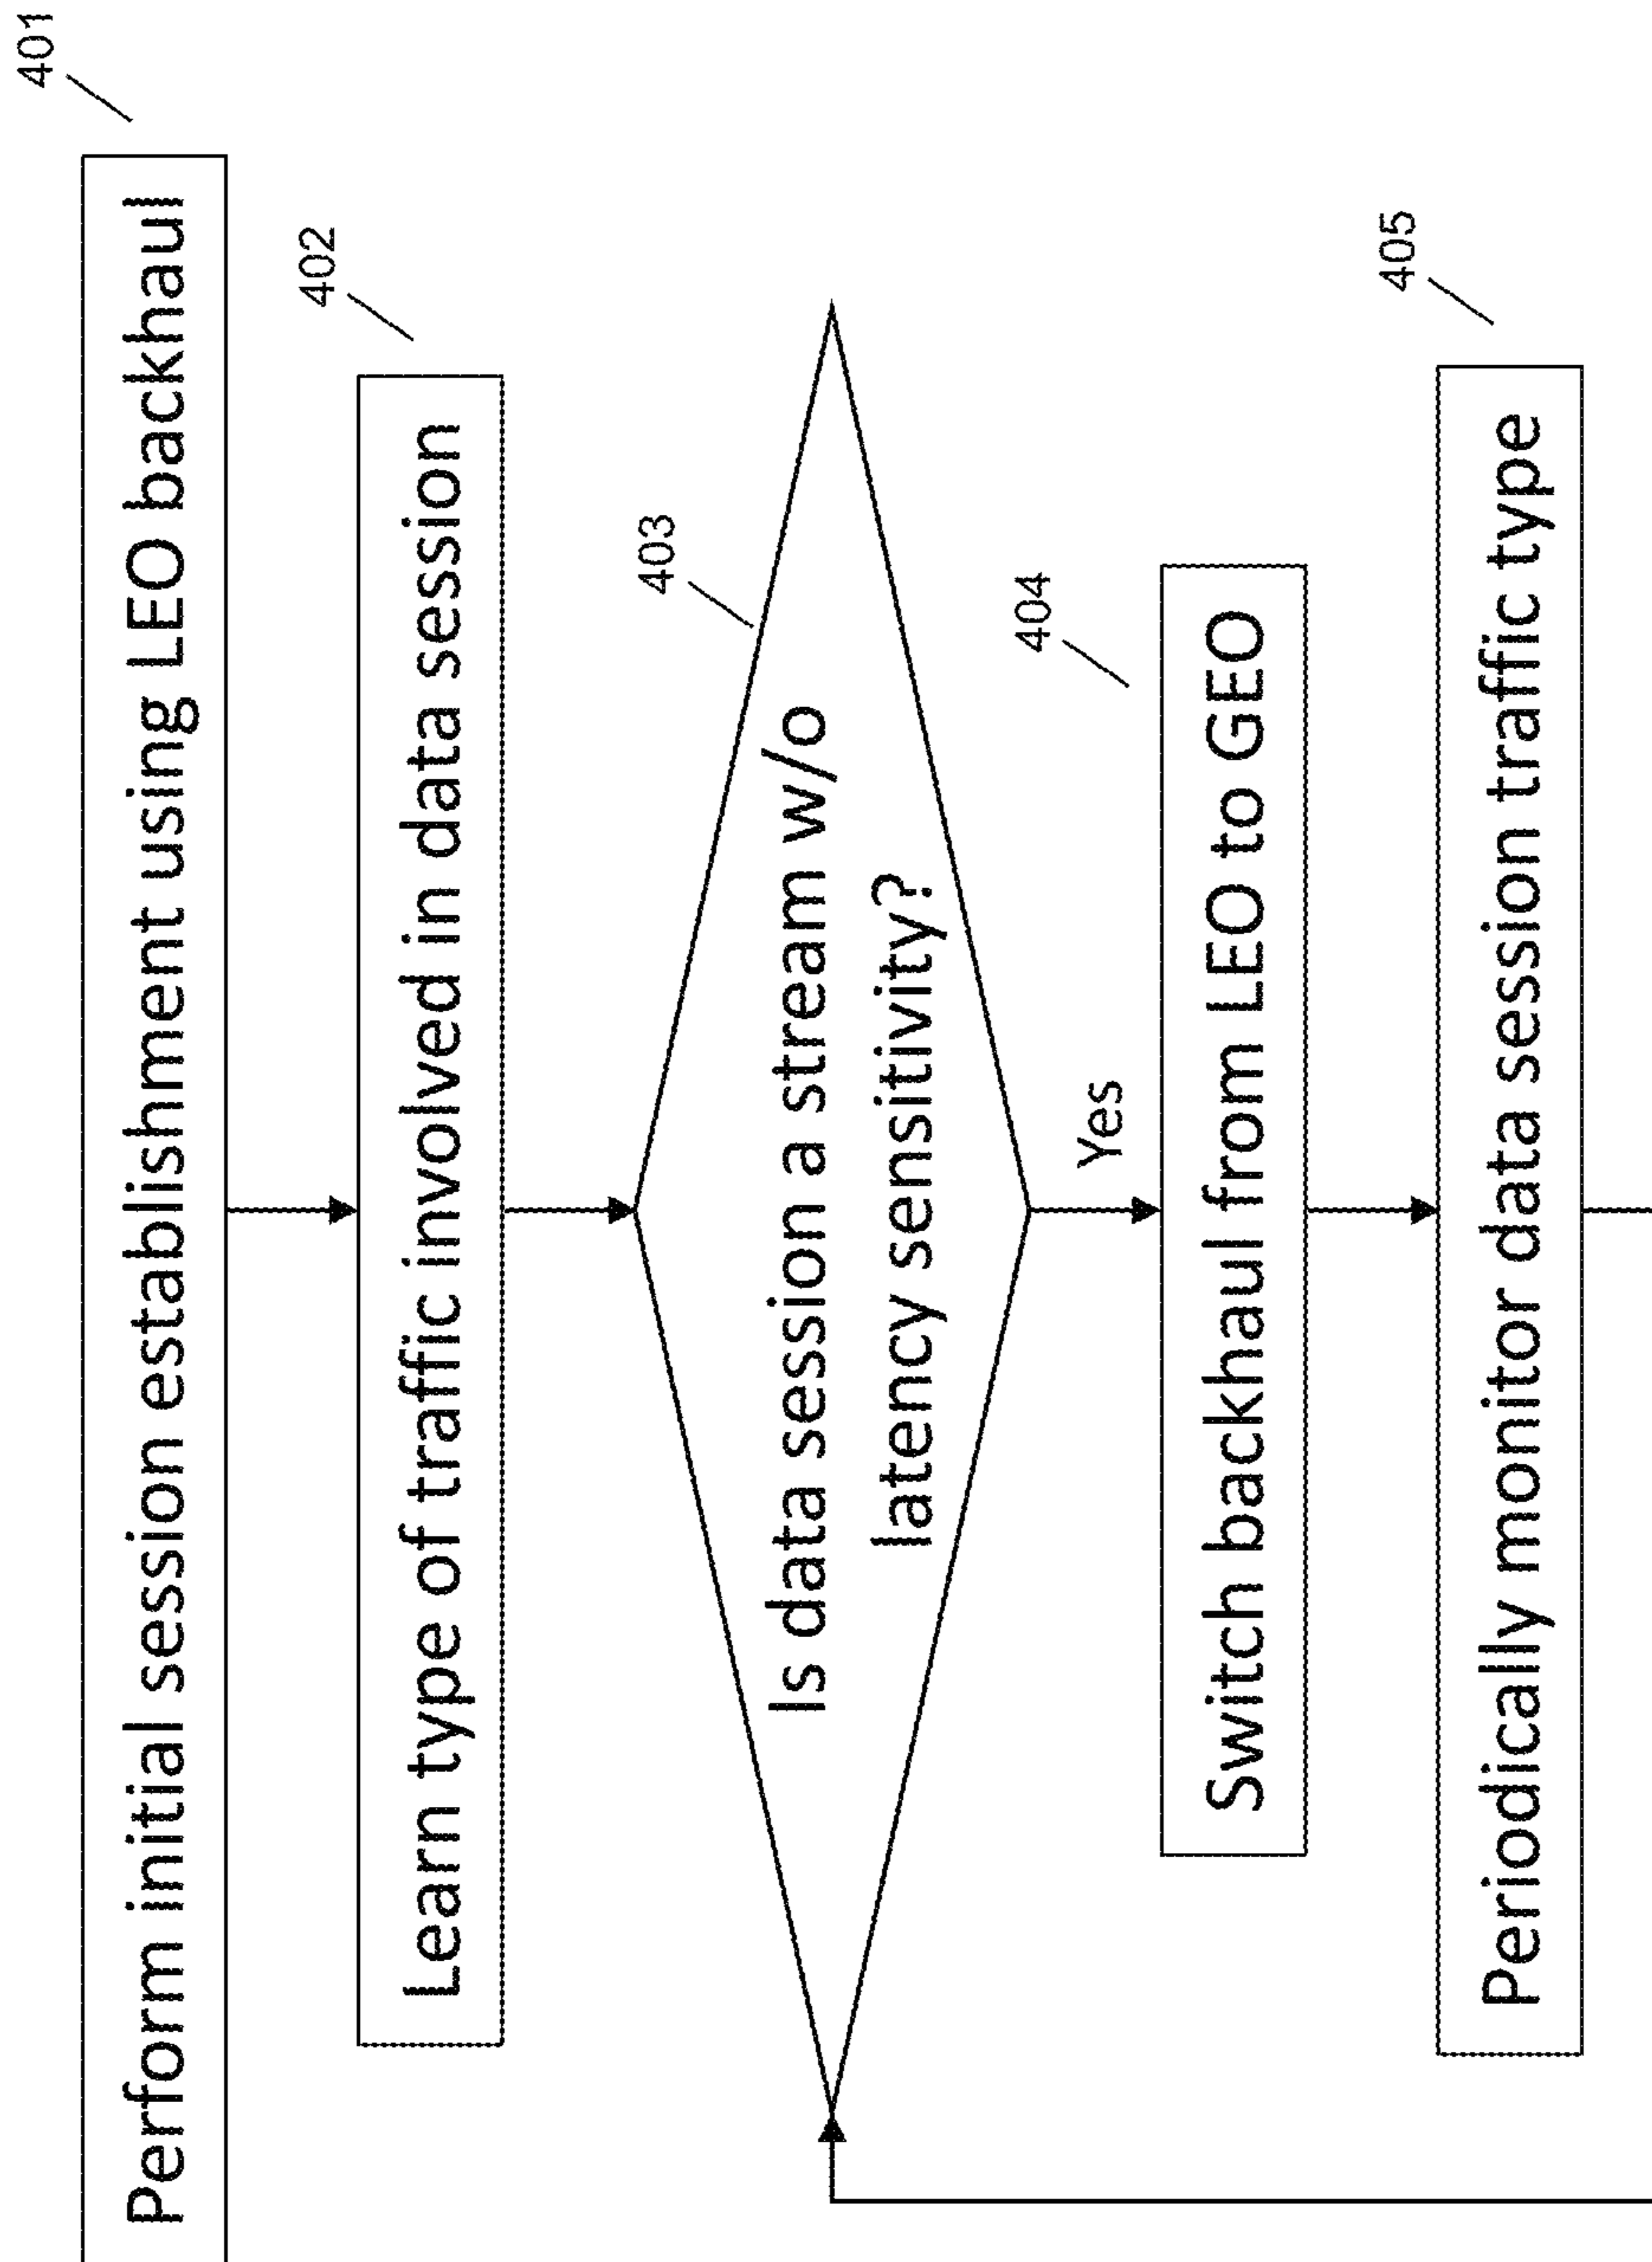 401
Perform initial session establishment using LEO backhaul
402
Learn type of traffic involved in data session
403
Is data session a stream w/o
latency sensitivity?
Yes
404
Switch backhaul from LEO to GEO
405
Periodically monitor data session traffic type